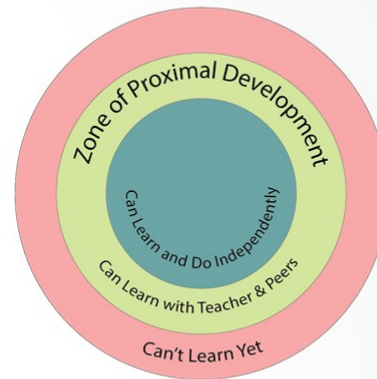 Zone of Proximal Development
Can Learn and Do Independently
Can Learn with Teacher & Peers
Can't Learn Yet